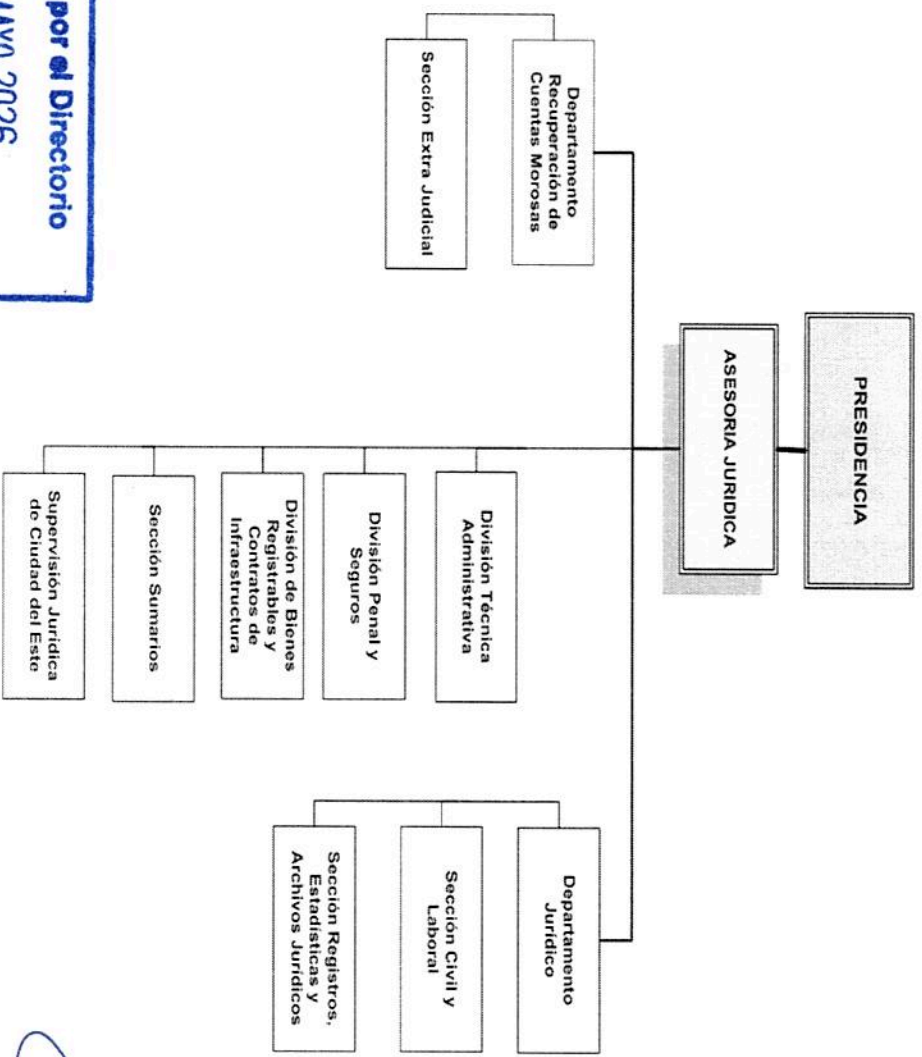 PRESIDENCIA
ASESORIA JURIDICA
Departamento
Recuperación de
Cuentas Morosas
Sección Extra Judicial
División Técnica
Administrativa
División Penal y
Seguros
División de Bienes
Registrables y
Contratos de
Infraestructura
Sección Sumarios
Supervisión Jurídica
de Ciudad del Este
Departamento
Jurídico
Sección Civil y
Laboral
Sección Registros,
Estadísticas y
Archivos Jurídicos
por el Directorio
MAYO 2026